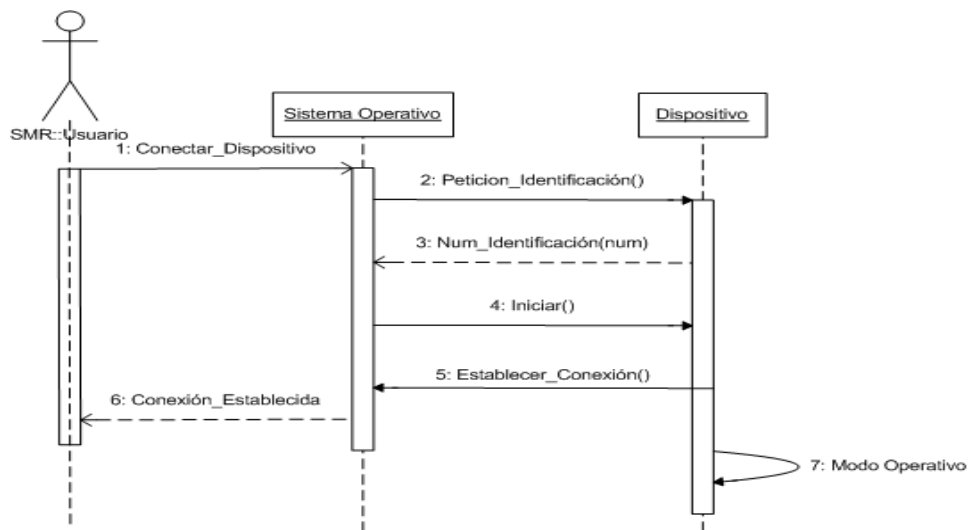 Sistema Operativo
Dispositivo
SMR::Usuario
1: Conectar_Dispositivo
2: Peticion_Identificación()
3: Num_Identificación(num)
4: Iniciar()
5: Establecer_Conexión()
6: Conexión_Establecida
7: Modo Operativo